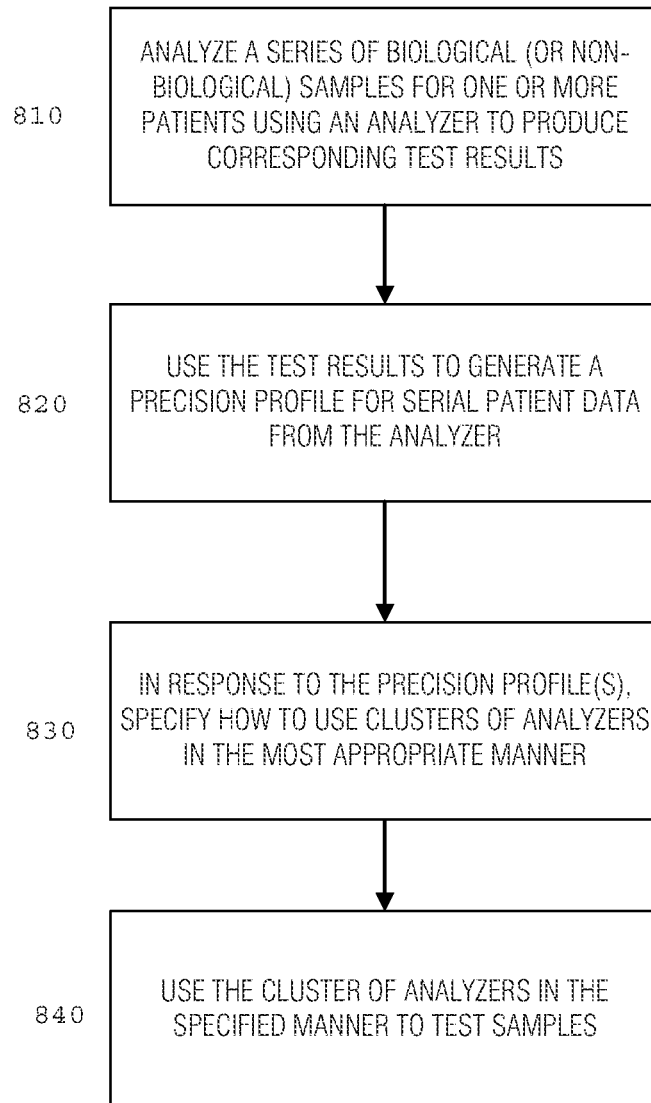 ANALYZE A SERIES OF BIOLOGICAL (OR NON-
BIOLOGICAL) SAMPLES FOR ONE OR MORE
810
PATIENTS USING AN ANALYZER TO PRODUCE
CORRESPONDING TEST RESULTS
USE THE TEST RESULTS TO GENERATE A
820
PRECISION PROFILE FOR SERIAL PATIENT DATA
FROM THE ANALYZER
IN RESPONSE TO THE PRECISION PROFILE(S),
830
SPECIFY HOW TO USE CLUSTERS OF ANALYZERS
IN THE MOST APPROPRIATE MANNER
USE THE CLUSTER OF ANALYZERS IN THE
840
SPECIFIED MANNER TO TEST SAMPLES